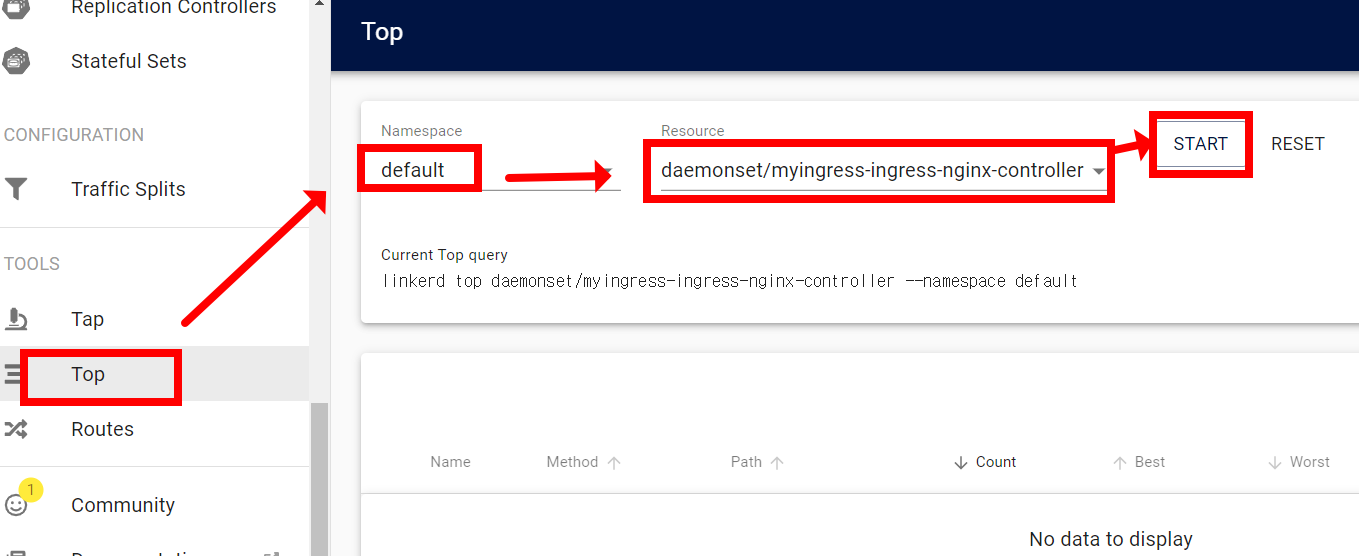 Replication Controllers
Stateful Sets
CONFIGURATION
Traffic Splits
TOOLS
Tap
Top
Routes
1
Community
Top
Namespace
default
Resource
daemonset/myingress-ingress-nginx-controller
START
RESET
Current Top query
linkerd top daemonset/myingress-ingress-nginx-controller --namespace default
Name Method Path Count Best Worst
No data to display